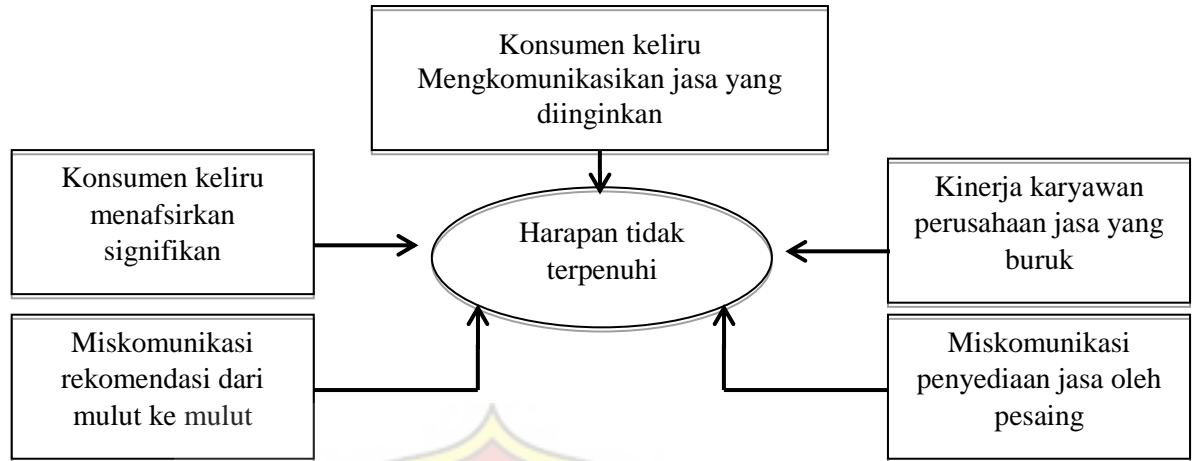 Konsumen keliru
Mengkomunikasikan jasa yang
diinginkan
Konsumen keliru
menafsirkan
signifikan
Harapan tidak
terpenuhi
Kinerja karyawan
perusahaan jasa yang
buruk
Miskomunikasi
rekomendasi dari
mulut ke mulut
Miskomunikasi
penyediaan jasa oleh
pesaing